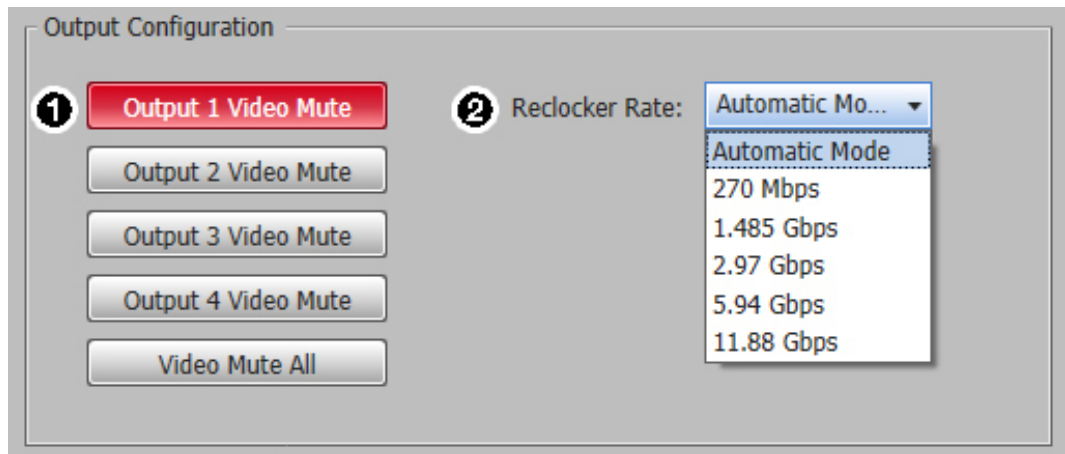 Output Configuration
1 Output 1 Video Mute
Output 2 Video Mute
Output 3 Video Mute
Output 4 Video Mute
Video Mute All
2 Reclocker Rate: Automatic Mo...
Automatic Mode
270 Mbps
1.485 Gbps
2.97 Gbps
5.94 Gbps
11.88 Gbps